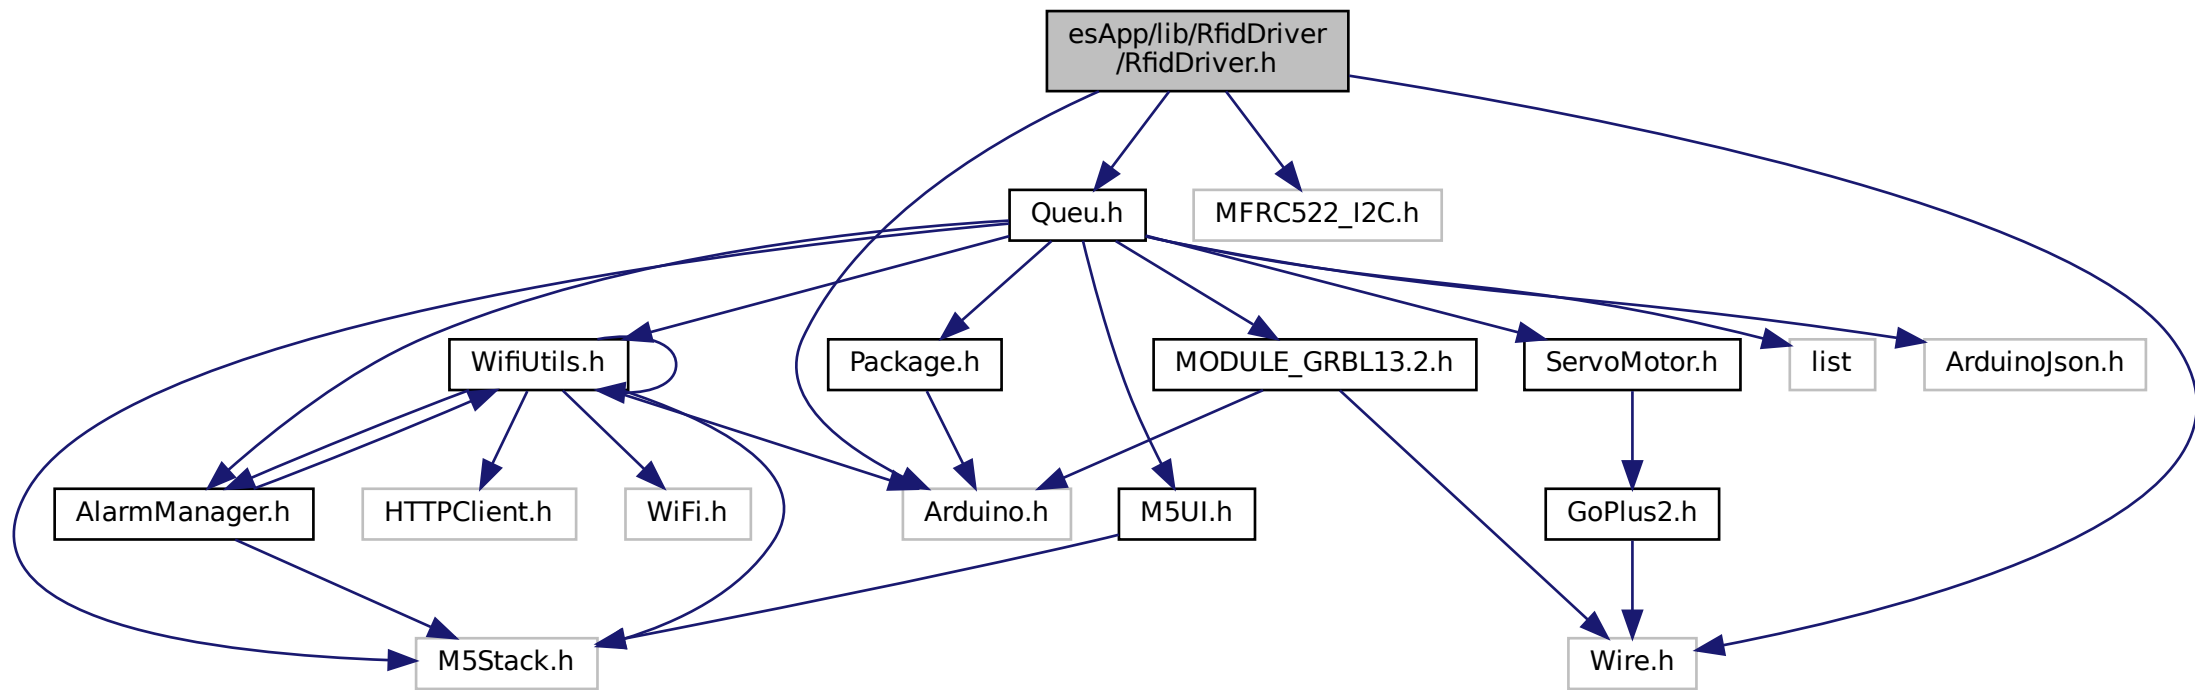 esApp/lib/RfidDriver
/RfidDriver.h
Queu.h
MFRC522_I2C.h
WifiUtils.h
Package.h
MODULE_GRBL13.2.h
ServoMotor.h
list
ArduinoJson.h
AlarmManager.h
HTTPClient.h
WiFi.h
Arduino.h
M5UI.h
GoPlus2.h
M5Stack.h
Wire.h